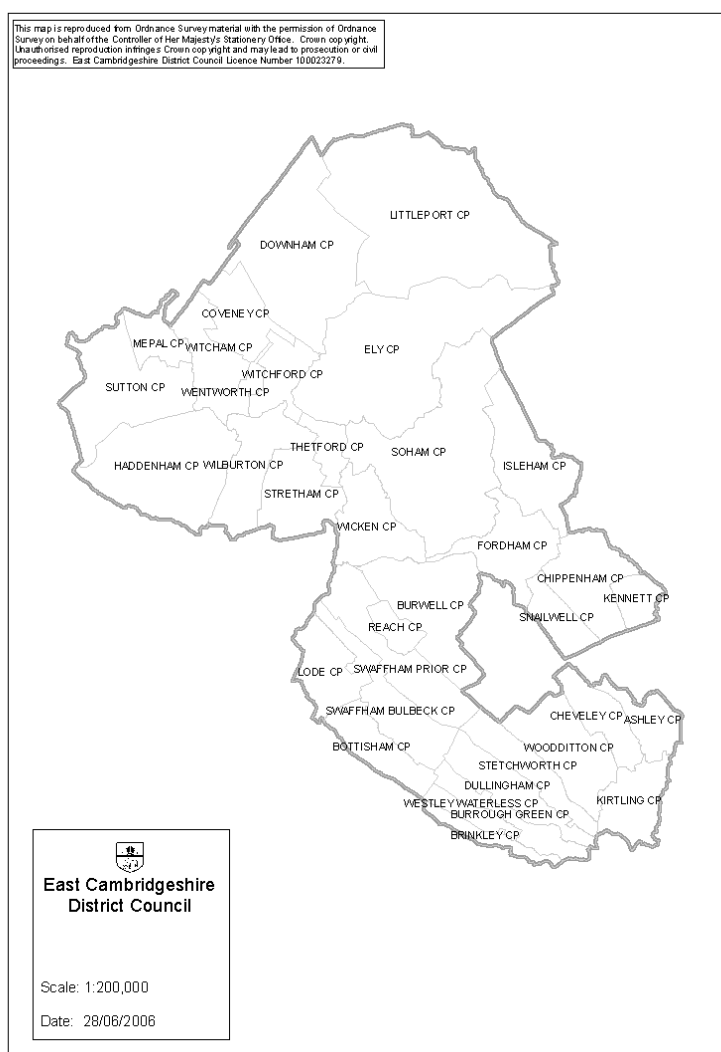 This map is reproduced from Ordnance Survey material with the permission of Ordnance
Survey on behalf of the Controller of Her Majesty's Stationery Office. Crown copyright.
Unauthorised reproduction infringes Crown copyright and may lead to prosecution or civil
proceedings. East Cambridgeshire District Council Licence Number 100023279.
LITTLEPORT CP
DOWNHAM CP
COVENEY CP
MEPAL CP
WITCHAM CP
ELY CP
WITCHFORD CP
SUTTON CP
WENTWORTH CP
THETFORD CP
SOHAM CP
HADDENHAM CP
WILBURTON CP
ISLEHAM CP
STRETHAM CP
WICKEN CP
FORDHAM CP
CHIPPENHAM CP
KENNETT CP
BURWELL CP
SNAILWELL CP
REACH CP
LODE CP
SWAFFHAM PRIOR CP
SWAFFHAM BULBECK CP
CHEVELEY CP
ASHLEY CP
BOTTISHAM CP
WOODDITTON CP
STETCHWORTH CP
DULLINGHAM CP
KIRTLING CP
WESTLEY WATERLESS CP
BURROUGH GREEN CP
BRINKLEY CP
East Cambridgeshire
District Council
Scale: 1:200,000
Date: 28/06/2006